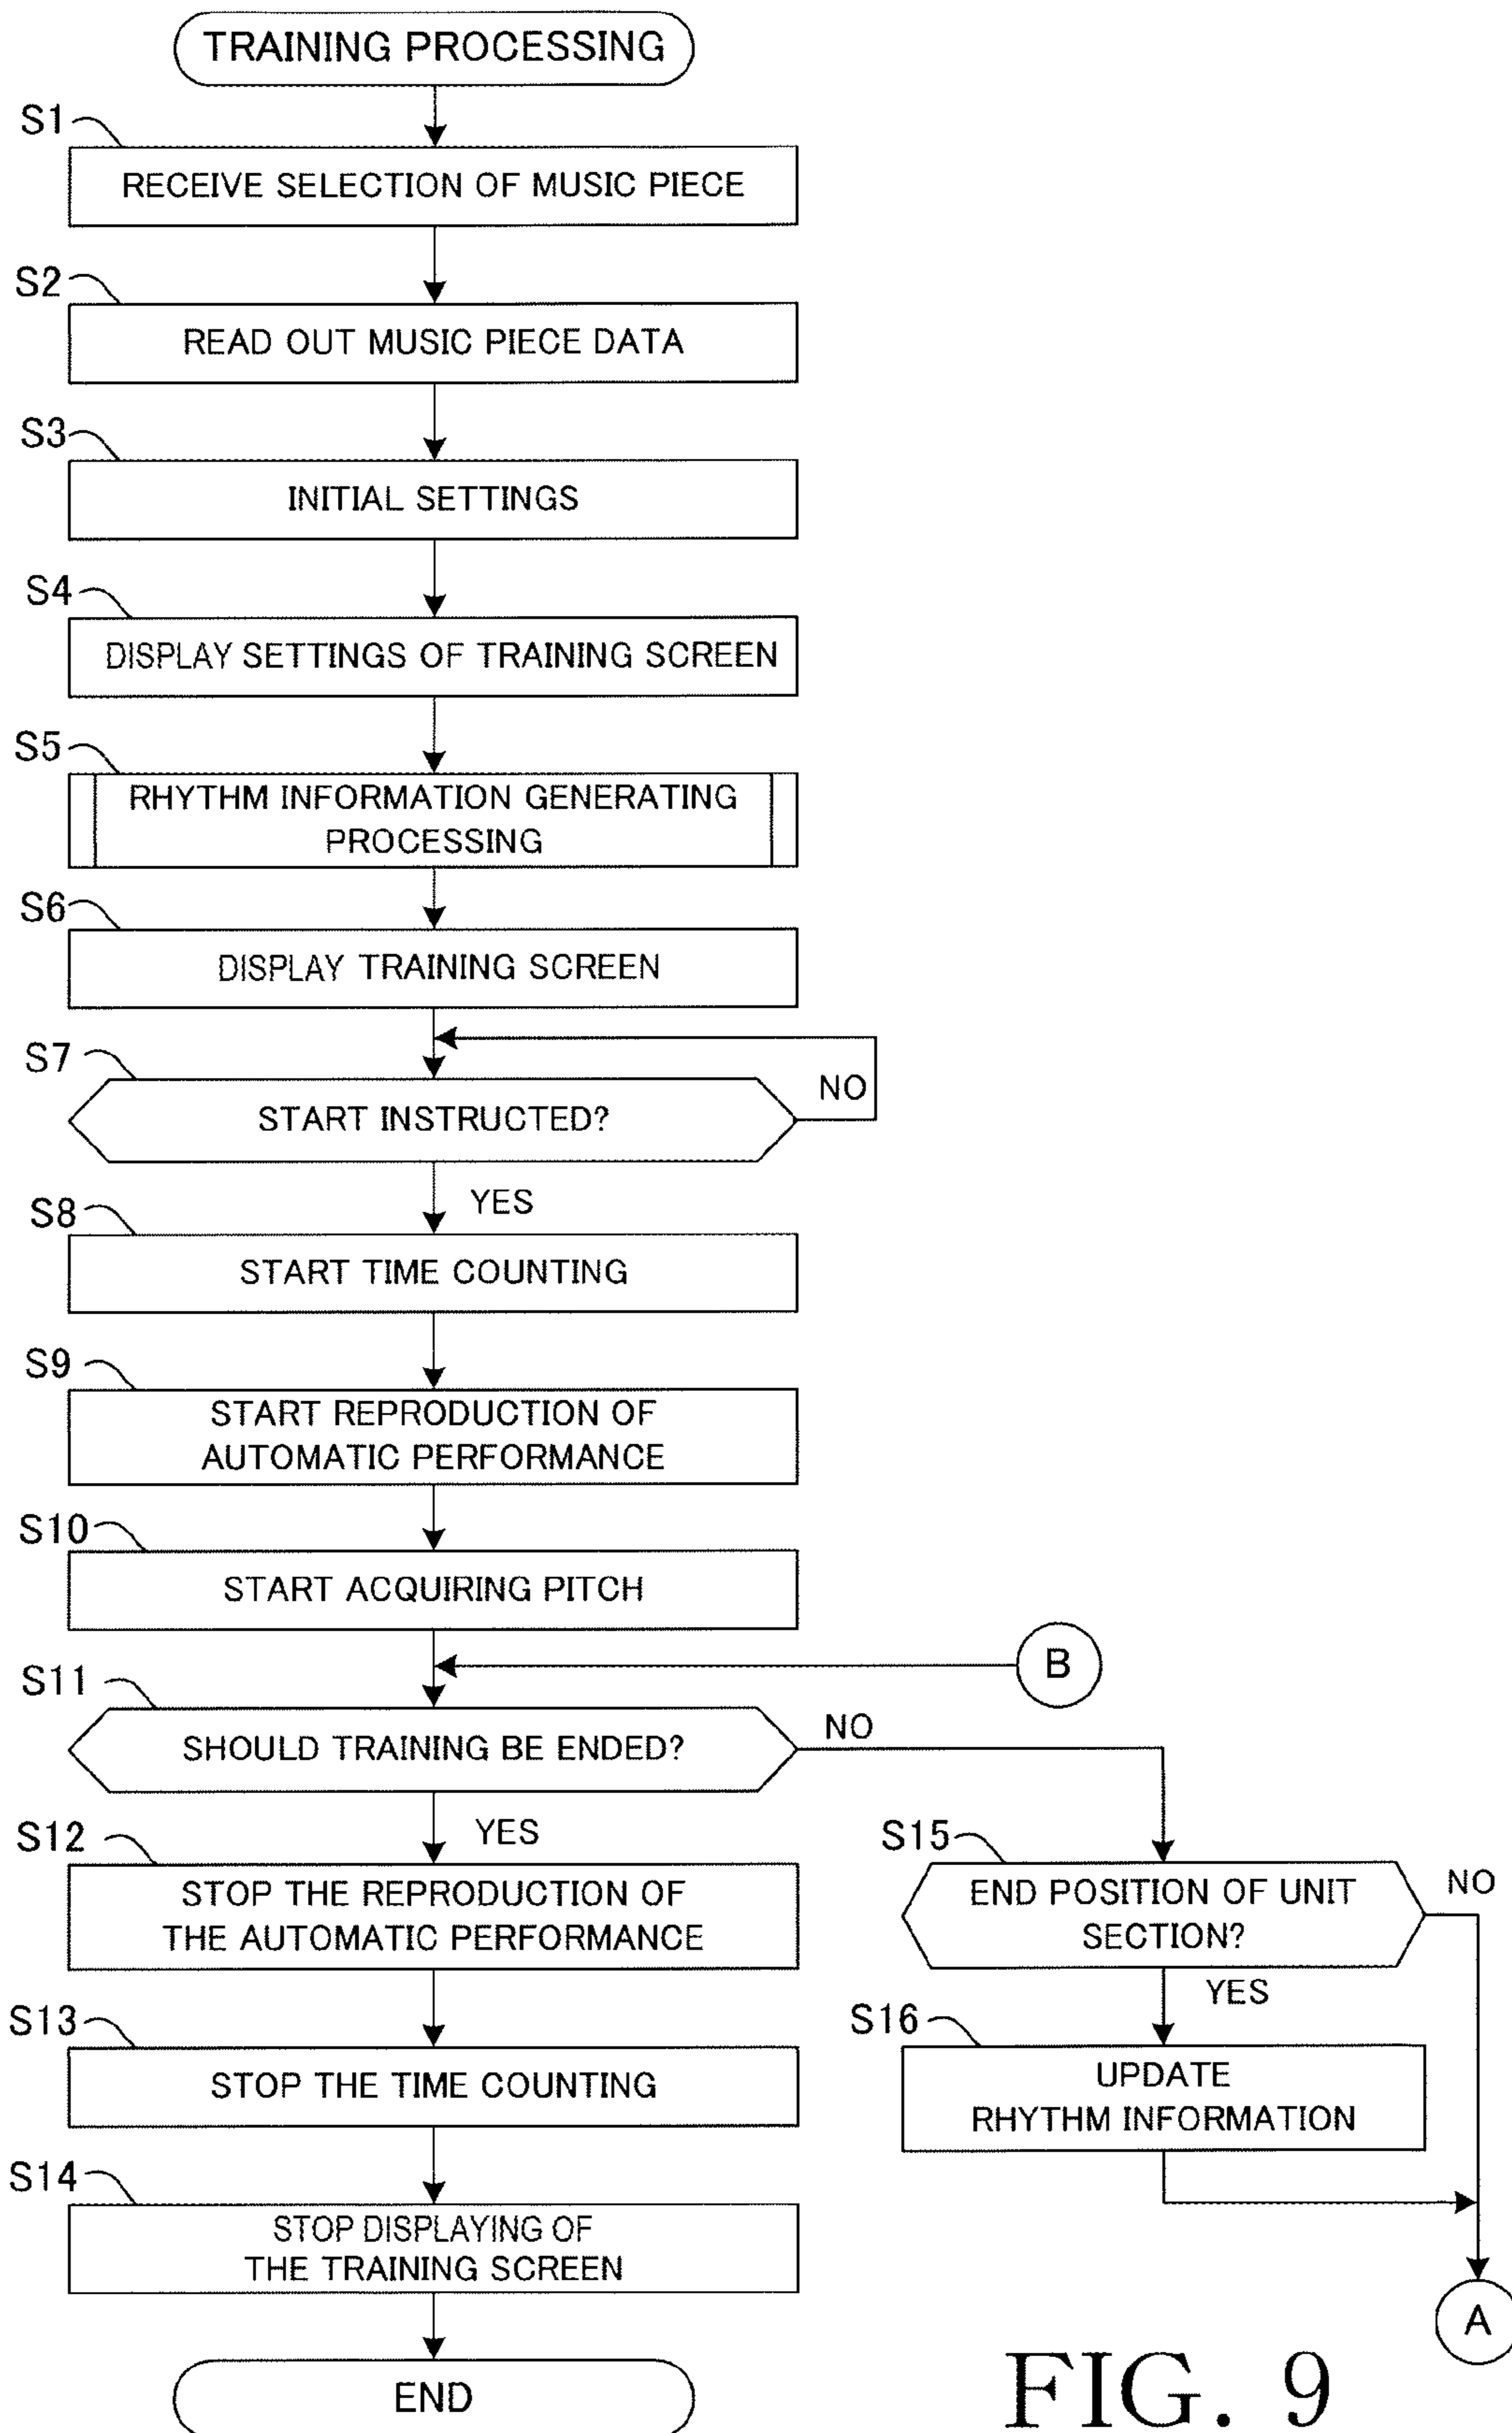 TRAINING PROCESSING
S1
RECEIVE SELECTION OF MUSIC PIECE
S2
READ OUT MUSIC PIECE DATA
S3
INITIAL SETTINGS
S4
DISPLAY SETTINGS OF TRAINING SCREEN
S5
RHYTHM INFORMATION GENERATING
PROCESSING
S6
DISPLAY TRAINING SCREEN
S7
START INSTRUCTED?
NO
YES
S8
START TIME COUNTING
S9
START REPRODUCTION OF
AUTOMATIC PERFORMANCE
S10
START ACQUIRING PITCH
B
S11
SHOULD TRAINING BE ENDED?
NO
YES
S12
STOP THE REPRODUCTION OF
THE AUTOMATIC PERFORMANCE
S13
STOP THE TIME COUNTING
S14
STOP DISPLAYING OF
THE TRAINING SCREEN
END
S15
END POSITION OF UNIT
SECTION?
NO
YES
S16
UPDATE
RHYTHM INFORMATION
A
FIG. 9